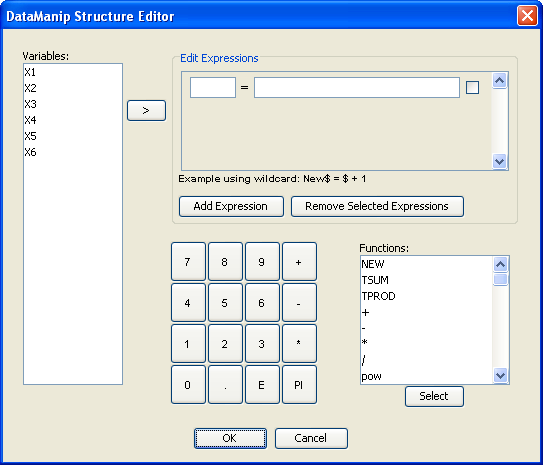 DataManip Structure Editor
Variables:
X1
X2
X3
X4
X5
X6
>
Edit Expressions
=
Example using wildcard: New$ = $ + 1
Add Expression Remove Selected Expressions
7 8 9 +
4 5 6 -
1 2 3 *
0 . E PI
Functions:
NEW
TSUM
TPROD
+
-
*
/
pow
Select
OK Cancel